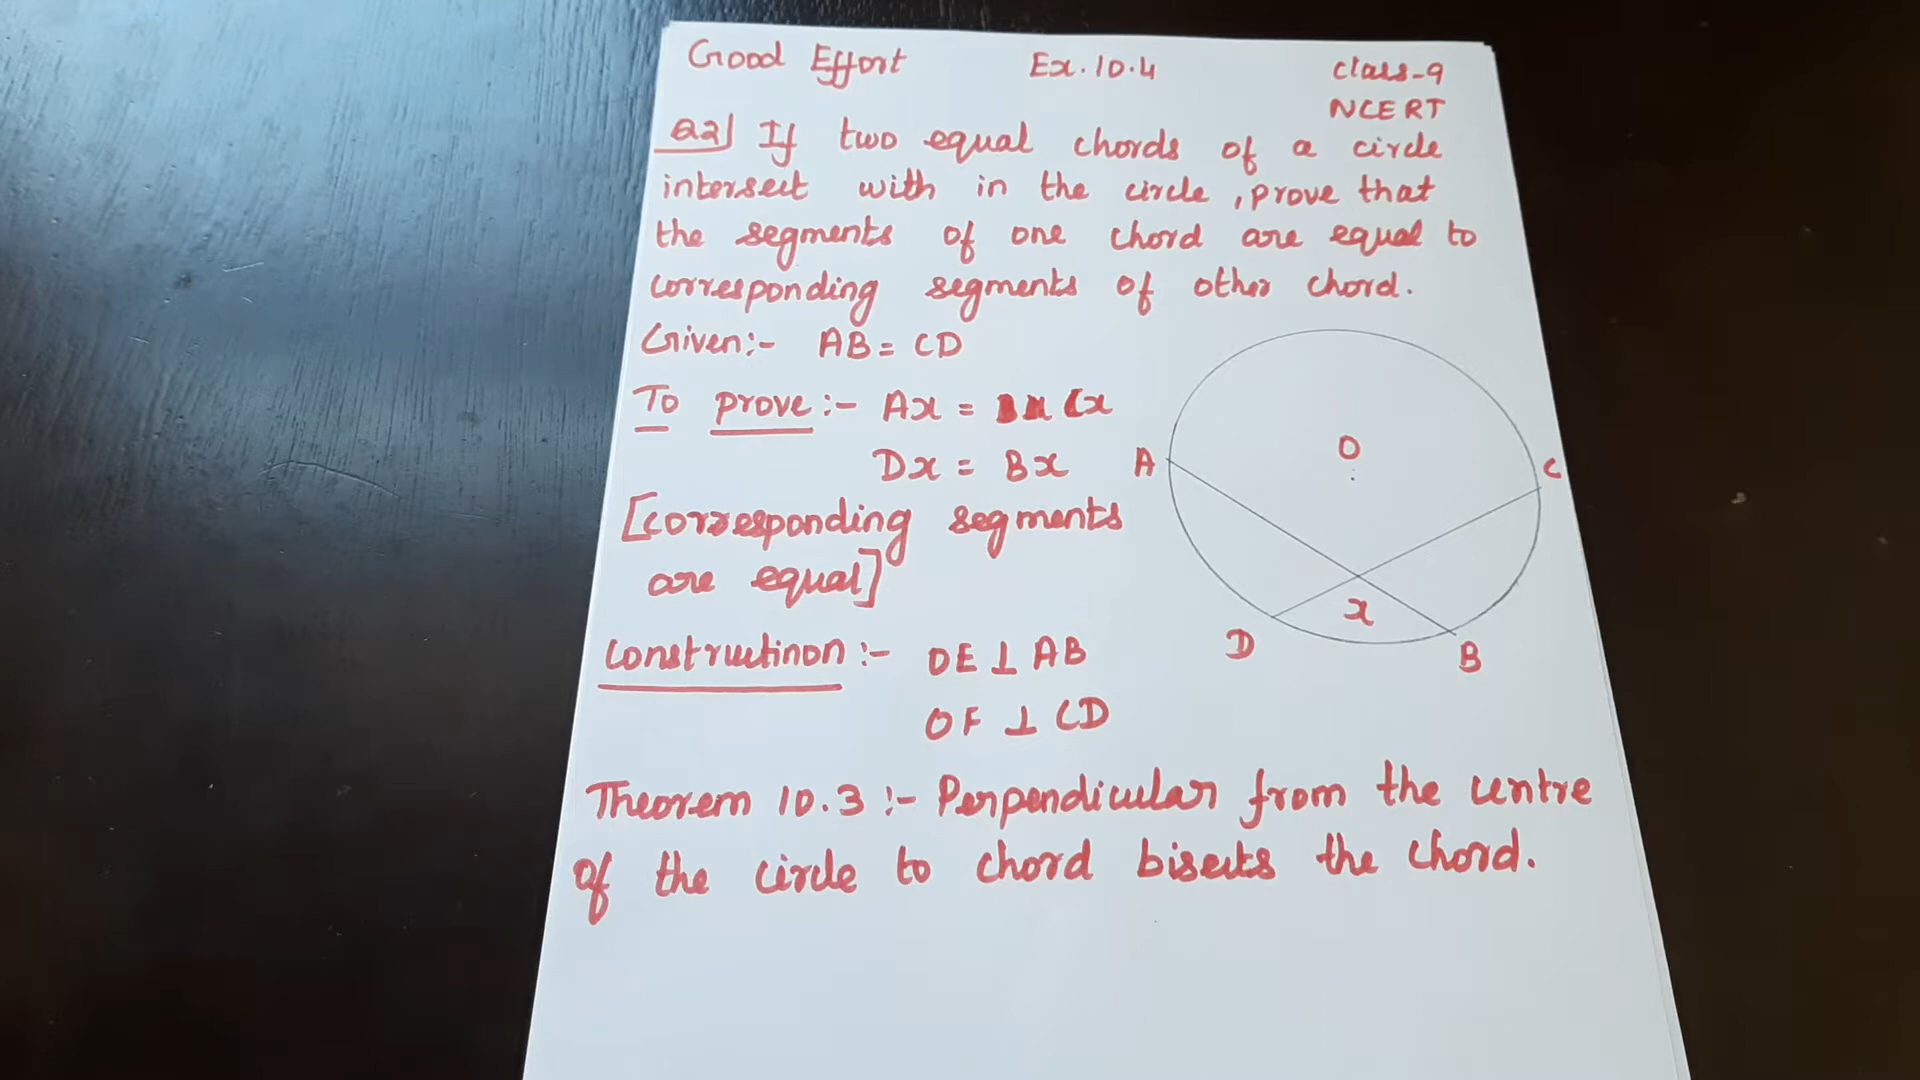 Good Effort Ex.10.4 class-9
NCERT
Q2) If two equal chords of a circle
intersect with in the circle, prove that
the segments of one chord are equal to
corresponding segments of other chord.
Given:- AB = CD
To prove:- Ax = Cx
Dx = Bx
[corresponding segments
are equal]
Constructinon:- OE ⊥ AB
OF ⊥ CD
O
A
C
x
D
B
Theorem 10.3:- Perpendicular from the centre
of the circle to chord bisects the chord.